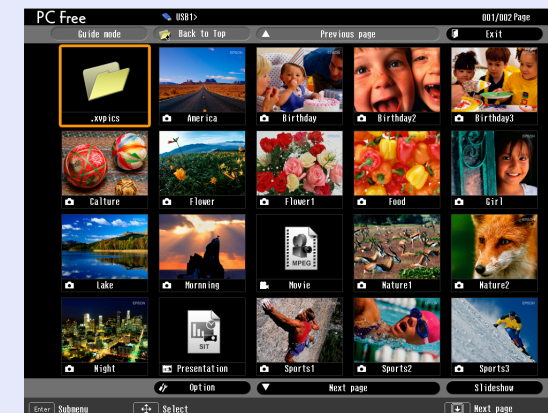 PC Free USB1> 001/002 Page
Guide mode Back to Top Previous page Exit
.xvpics America Birthday Birthday2 Birthday3
Calture Flower Flower1 Food Girl
MPEG
Lake Mornning Movie Nature1 Nature2
SIT
Night Presentation Sports1 Sports2 Sports3
Option Next page Slideshow
Enter Submenu Select Next page